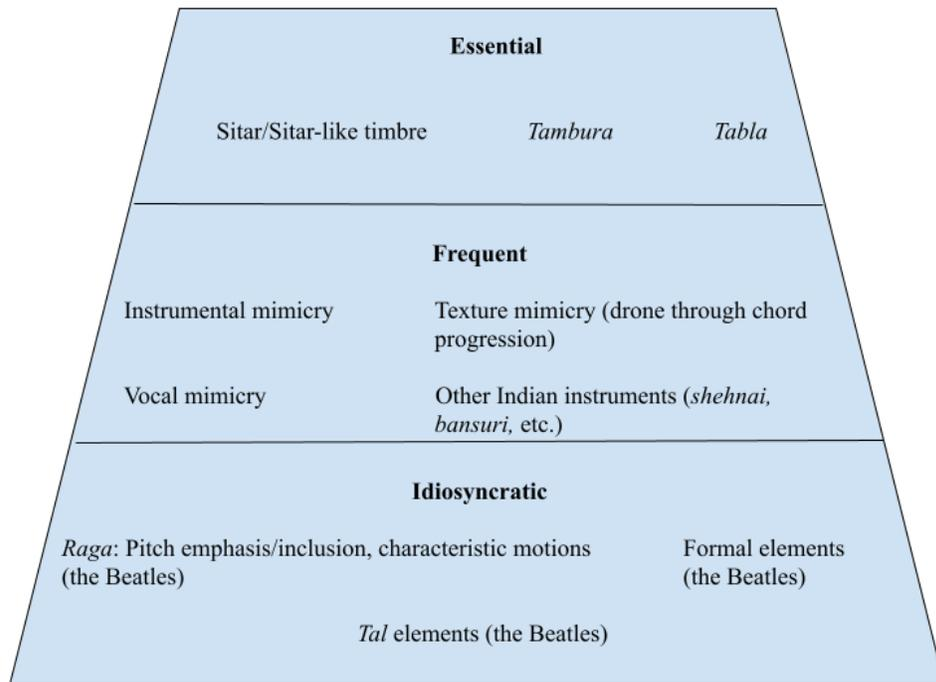 Essential
Sitar/Sitar-like timbre Tambura Tabla
Frequent
Instrumental mimicry
Texture mimicry (drone through chord
progression)
Vocal mimicry
Other Indian instruments (shehnai,
bansuri, etc.)
Idiosyncratic
Raga: Pitch emphasis/inclusion, characteristic motions
(the Beatles)
Formal elements
(the Beatles)
Tal elements (the Beatles)